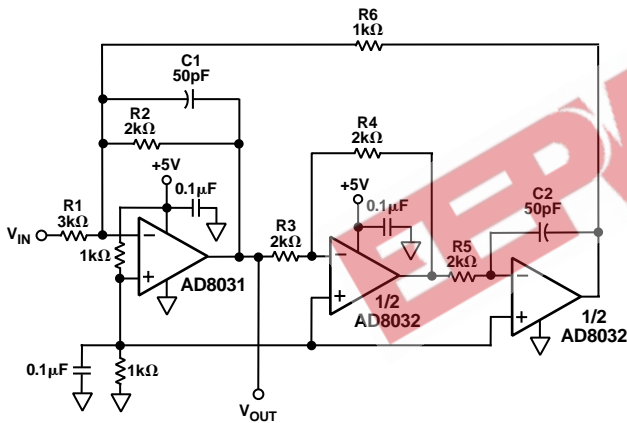 R6
1kΩ
C1
50pF
R2
2kΩ
R4
2kΩ
+5V
0.1μF
+5V
0.1μF
C2
50pF
R1
3kΩ
R3
2kΩ
R5
2kΩ
VIN
1kΩ
−
+
AD8031
−
+
1/2
AD8032
−
+
1/2
AD8032
0.1μF
1kΩ
VOUT